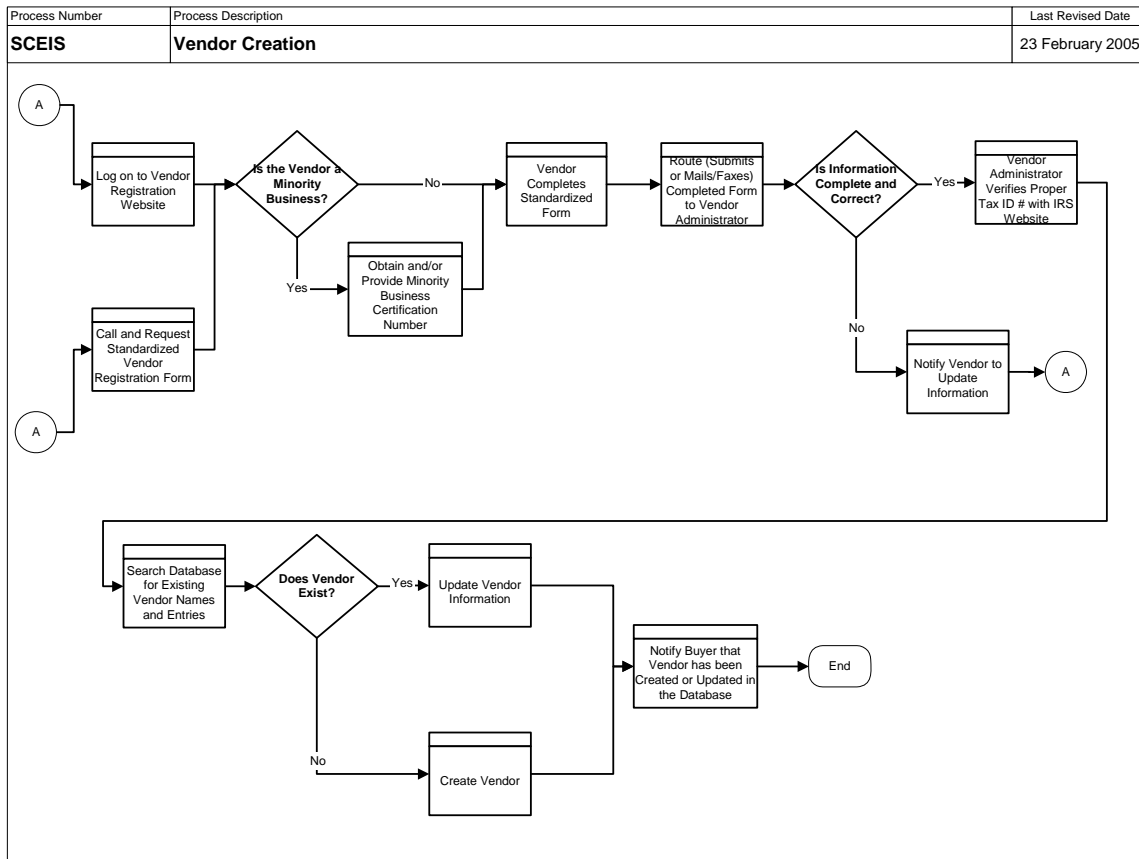 Process Number
Process Description
Last Revised Date
SCEIS
Vendor Creation
23 February 2005
A
Log on to Vendor
Registration
Website
Is the Vendor a
Minority
Business?
No
Yes
Obtain and/or
Provide Minority
Business
Certification
Number
Vendor
Completes
Standardized
Form
Route (Submits
or Mails/Faxes)
Completed Form
to Vendor
Administrator
Is Information
Complete and
Correct?
Yes
Vendor
Administrator
Verifies Proper
Tax ID # with IRS
Website
No
Notify Vendor to
Update
Information
A
Call and Request
Standardized
Vendor
Registration Form
A
Search Database
for Existing
Vendor Names
and Entries
Does Vendor
Exist?
Yes
Update Vendor
Information
No
Create Vendor
Notify Buyer that
Vendor has been
Created or Updated in
the Database
End